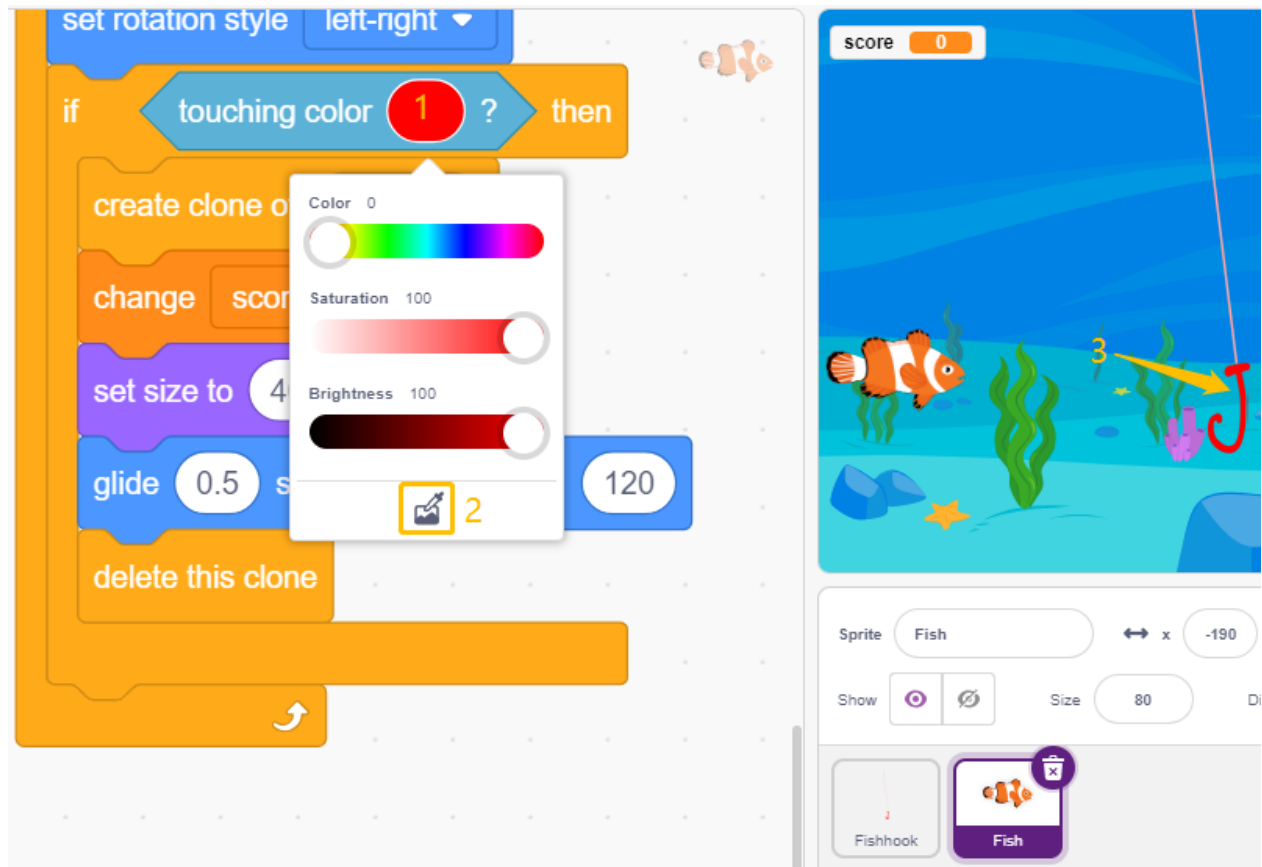 set rotation style left-right
if touching color 1 ? then
create clone o
change scor
set size to 4
glide 0.5 s 120
delete this clone
Color 0
Saturation 100
Brightness 100
2
score 0
3
Sprite Fish x -190
Show Size 80 Di
Fishhook Fish